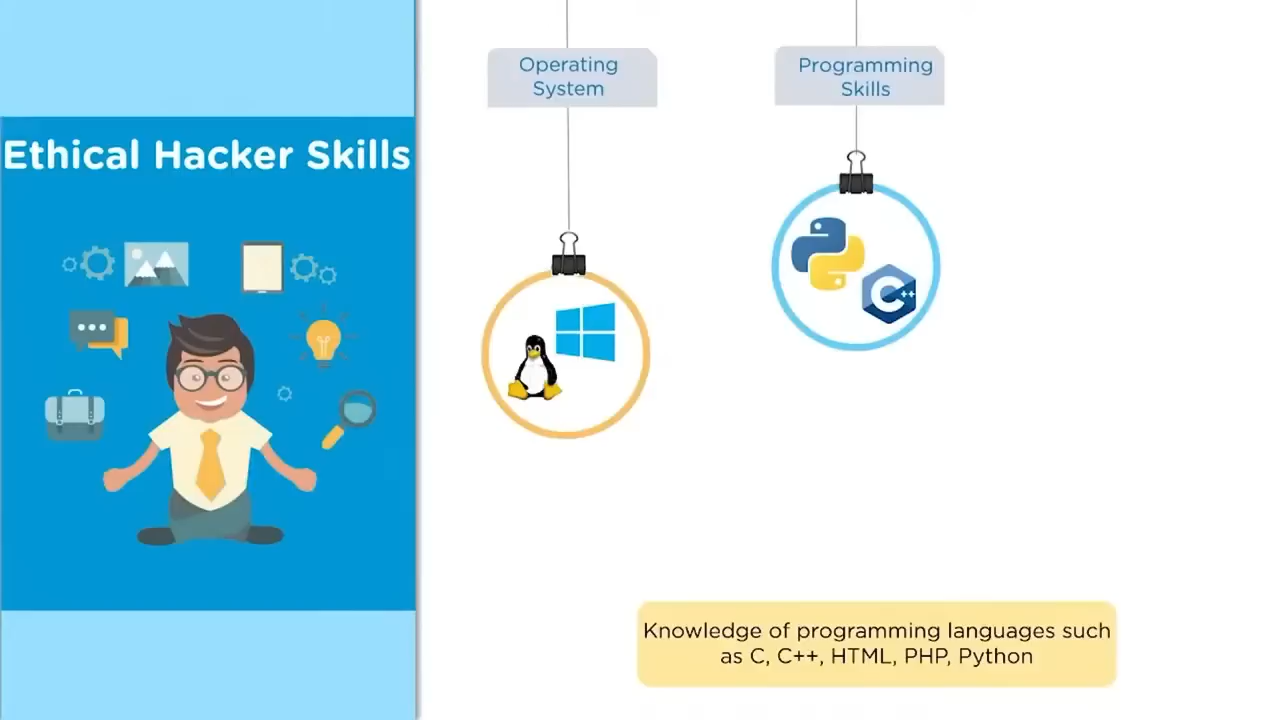 Ethical Hacker Skills
Operating
System
Programming
Skills
C++
Knowledge of programming languages such
as C, C++, HTML, PHP, Python